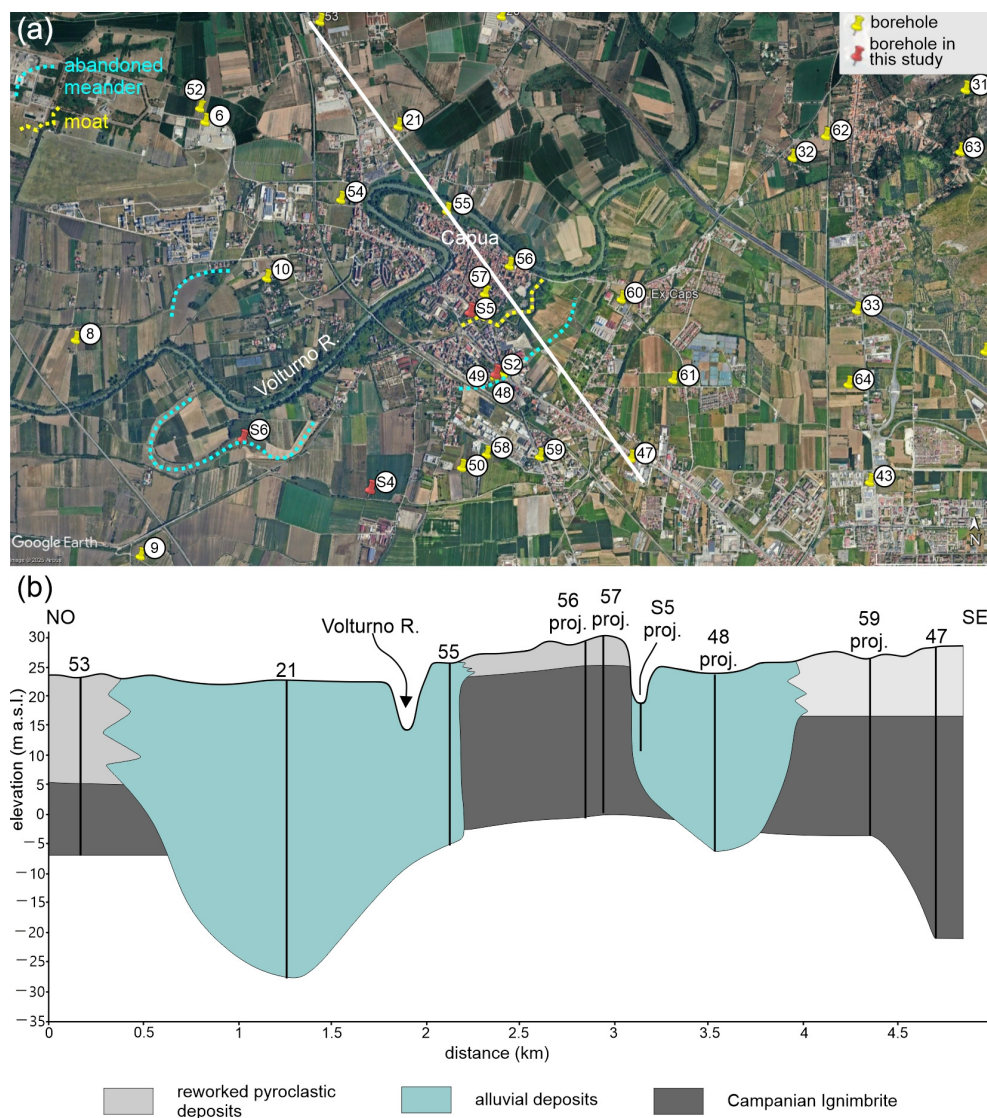 (a)
abandoned
meander
moat
borehole
borehole in
this study
53
52
6
21
31
62
32
63
54
55
Capua
56
10
57
60
Ex Caps
S5
33
8
Volturno R.
S2
49
48
61
64
S6
58
59
47
50
S4
43
9
N
Google Earth
(b)
NO
SE
53
21
Volturno R.
55
56
proj.
57
proj.
S5
proj.
48
proj.
59
proj.
47
elevation (m a.s.l.)
30
25
20
15
10
5
0
−5
−10
−15
−20
−25
−30
−35
0
0.5
1
1.5
2
2.5
3
3.5
4
4.5
distance (km)
reworked pyroclastic
deposits
alluvial deposits
Campanian Ignimbrite